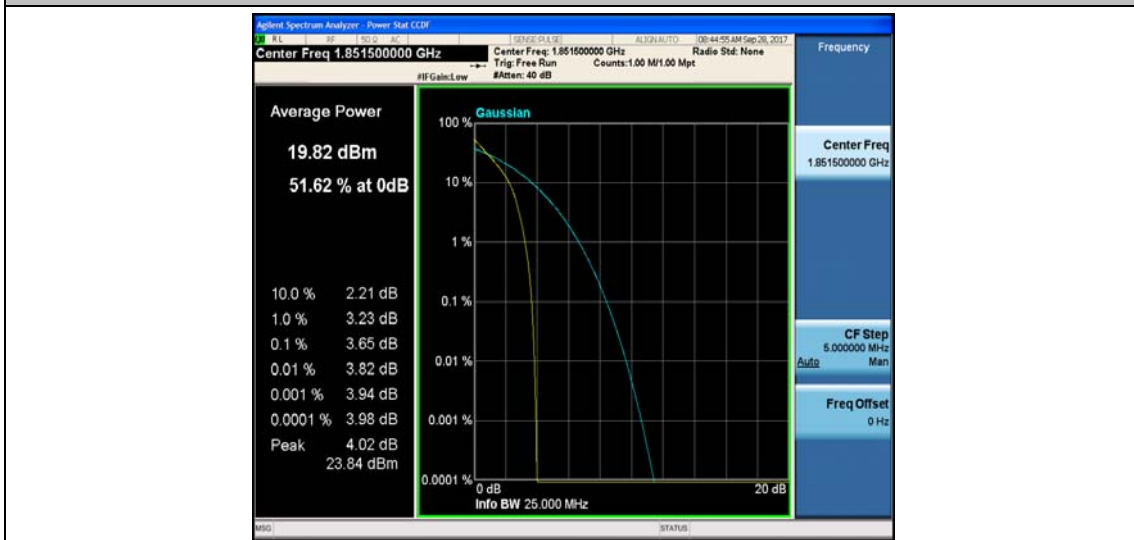 Agilent Spectrum Analyzer - Power Stat CCDF
RL RF 50 Ω AC SENSE:PULSE ALIGN AUTO 08:44:55 AM Sep 28, 2017
Center Freq 1.851500000 GHz
Center Freq: 1.851500000 GHz Radio Std: None
Trig: Free Run Counts:1.00 M/1.00 Mpt
#IFGain:Low #Atten: 40 dB
Frequency
Average Power
19.82 dBm
51.62 % at 0dB
10.0 % 2.21 dB
1.0 % 3.23 dB
0.1 % 3.65 dB
0.01 % 3.82 dB
0.001 % 3.94 dB
0.0001 % 3.98 dB
Peak 4.02 dB
23.84 dBm
Gaussian
100 %
10 %
1 %
0.1 %
0.01 %
0.001 %
0.0001 %
0 dB 20 dB
Info BW 25.000 MHz
Center Freq
1.851500000 GHz
CF Step
5.000000 MHz
Auto Man
Freq Offset
0 Hz
MSG STATUS